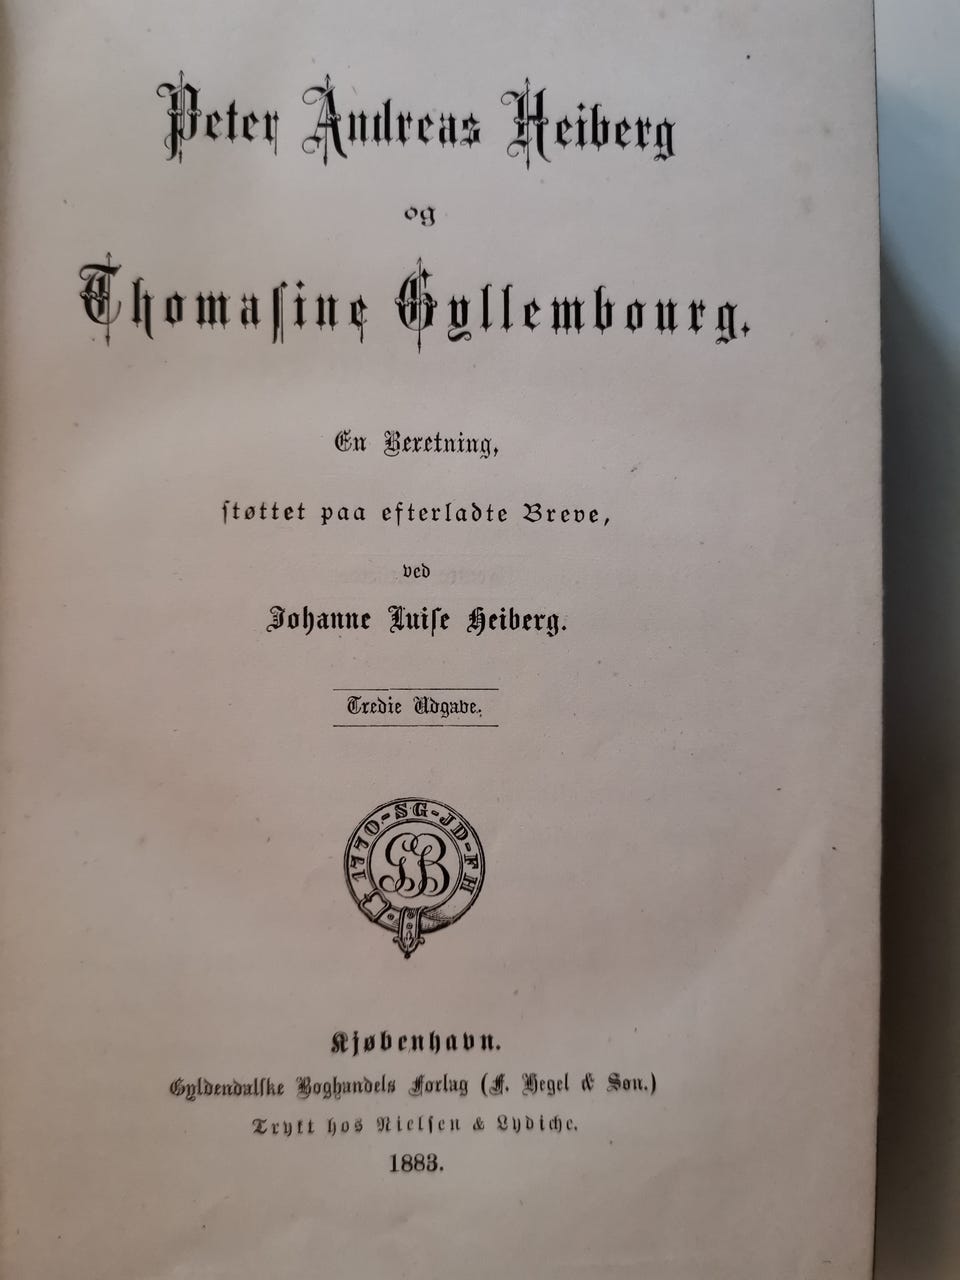 Peter Andreas Heiberg
og
Thomaſine Gyllembourg.
En Beretning,
ſtøttet paa efterladte Breve,
ved
Johanne Luiſe Heiberg.
Tredie Udgave.
1770-SG-JD-FH
GB
Kjøbenhavn.
Gyldendalſke Boghandels Forlag (F. Hegel & Søn.)
Trykt hos Nielſen & Lydiche.
1883.